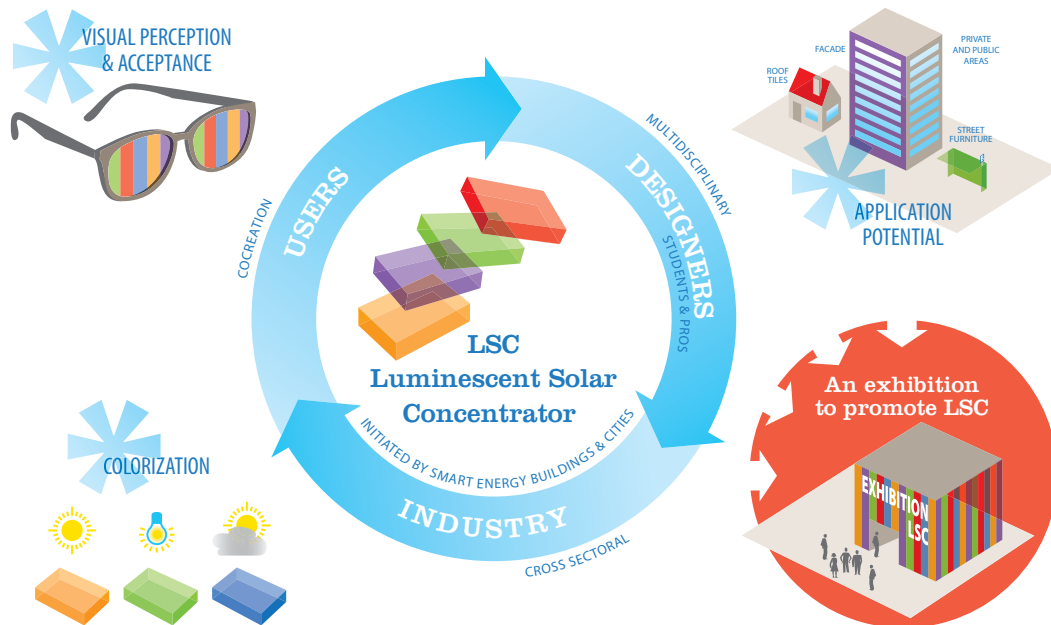 VISUAL PERCEPTION
& ACCEPTANCE
FACADE
PRIVATE
AND PUBLIC
AREAS
ROOF
TILES
STREET
FURNITURE
APPLICATION
POTENTIAL
COCREATION
USERS
MULTIDISCIPLINARY
DESIGNERS
STUDENTS & PROS
LSC
Luminescent Solar
Concentrator
INITIATED BY SMART ENERGY BUILDINGS & CITIES
INDUSTRY
CROSS SECTORAL
COLORIZATION
An exhibition
to promote LSC
EXHIBITION
LSC